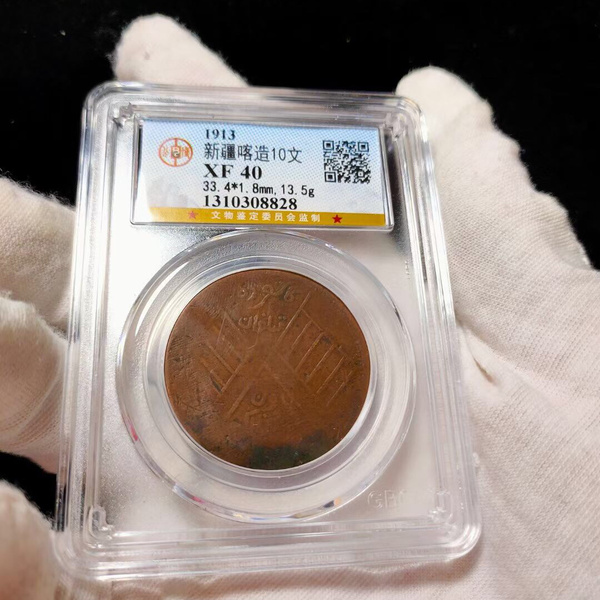 1913
新疆喀造10文
XF 40
33.4*1.8mm,13.5g
1310308828
★ 文物鉴定委员会监制 ★